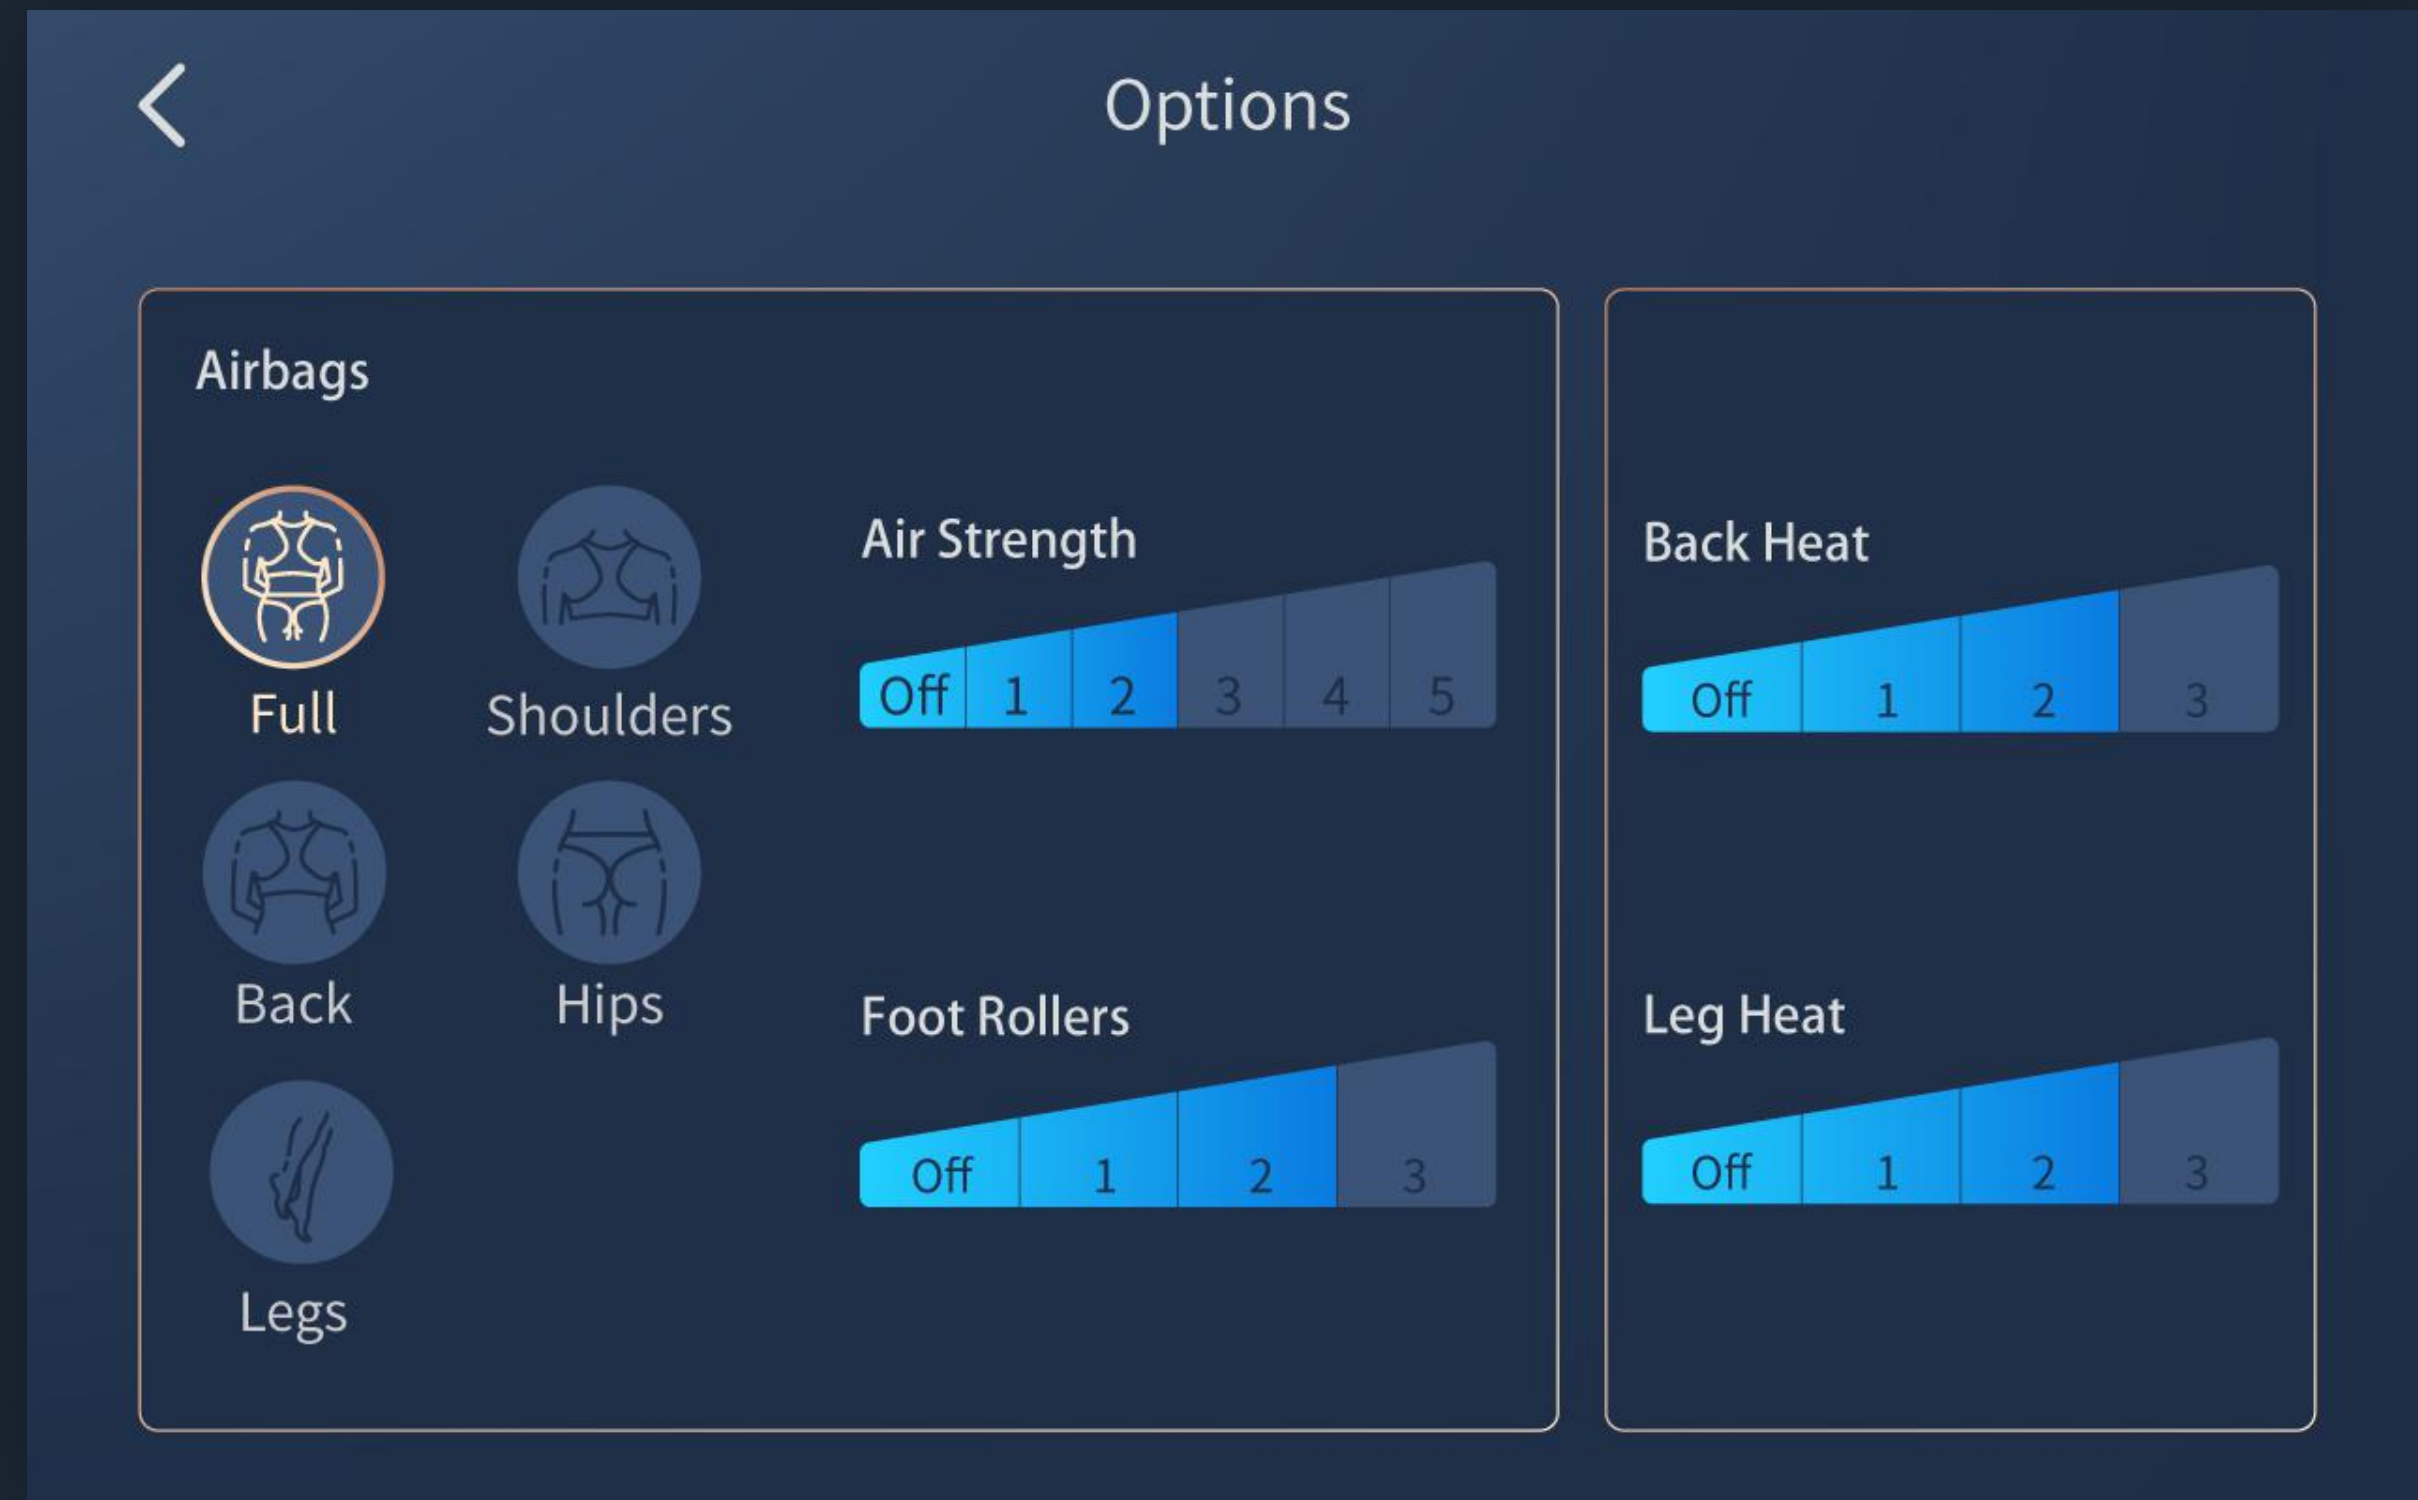 Options
Airbags
Full
Shoulders
Back
Hips
Legs
Air Strength
Off 1 2 3 4 5
Foot Rollers
Off 1 2 3
Back Heat
Off 1 2 3
Leg Heat
Off 1 2 3